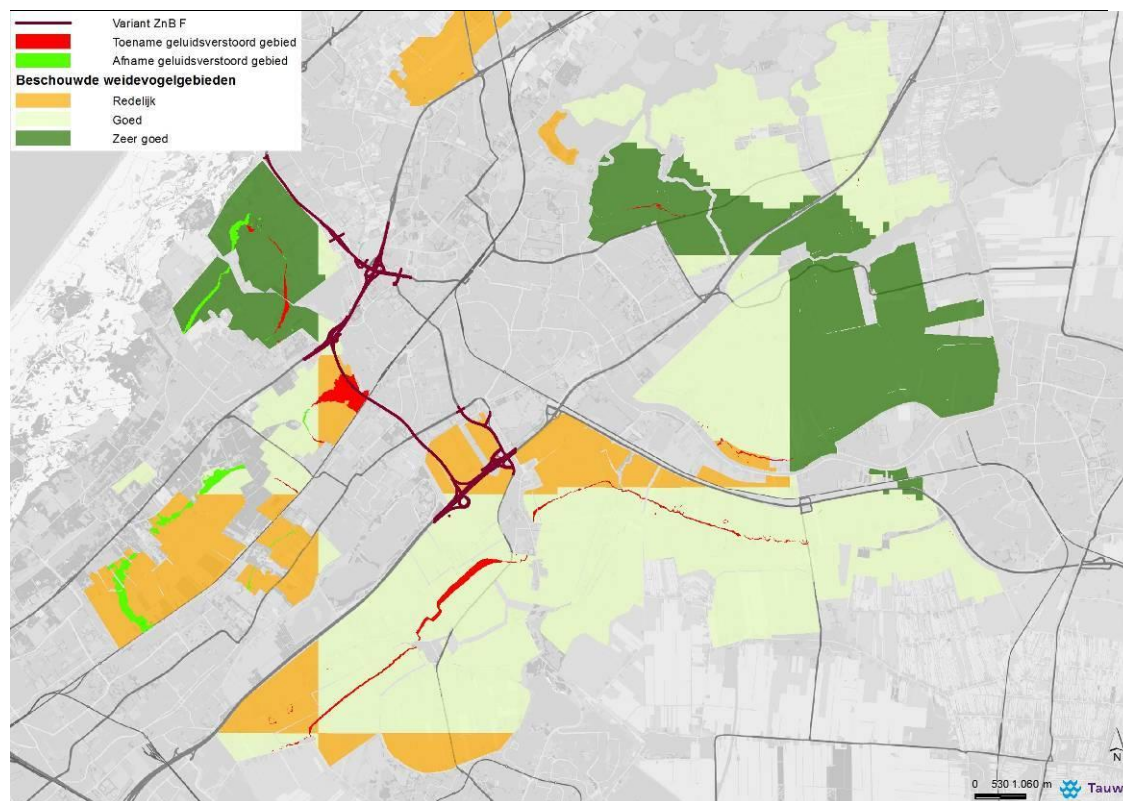 Variant ZnB F
Toename geluidsverstoord gebied
Afname geluidsverstoord gebied
Beschouwde weidevogelgebieden
Redelijk
Goed
Zeer goed
N
0 530 1.060 m
Tauw